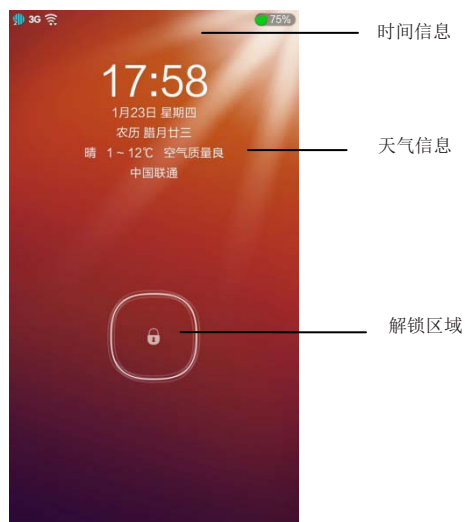 3G 75%
时间信息
17:58
1月23日 星期四
农历 腊月廿三
晴 1 ~ 12℃ 空气质量良
天气信息
中国联通
解锁区域